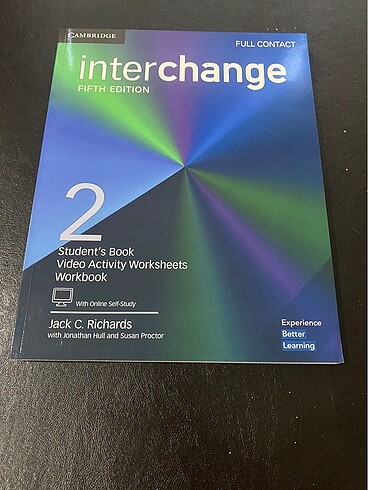 CAMBRIDGE
FULL CONTACT
interchange
FIFTH EDITION
2
Student's Book
Video Activity Worksheets
Workbook
With Online Self-Study
Jack C. Richards
with Jonathan Hull and Susan Proctor
Experience
Better
Learning